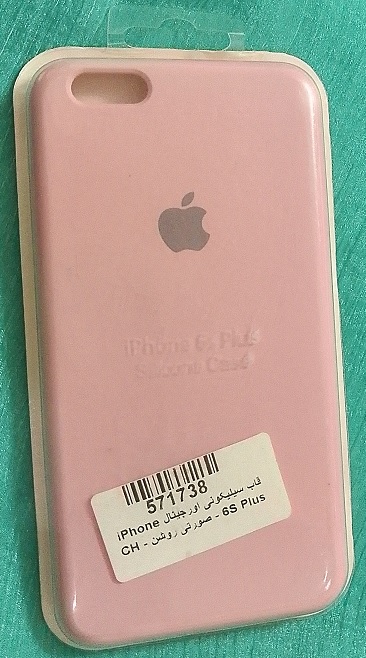 iPhone 6s Plus
Silicone Case
571738
قاب سیلیکونی اورجینال iPhone
6S Plus - صورتی روشن - CH